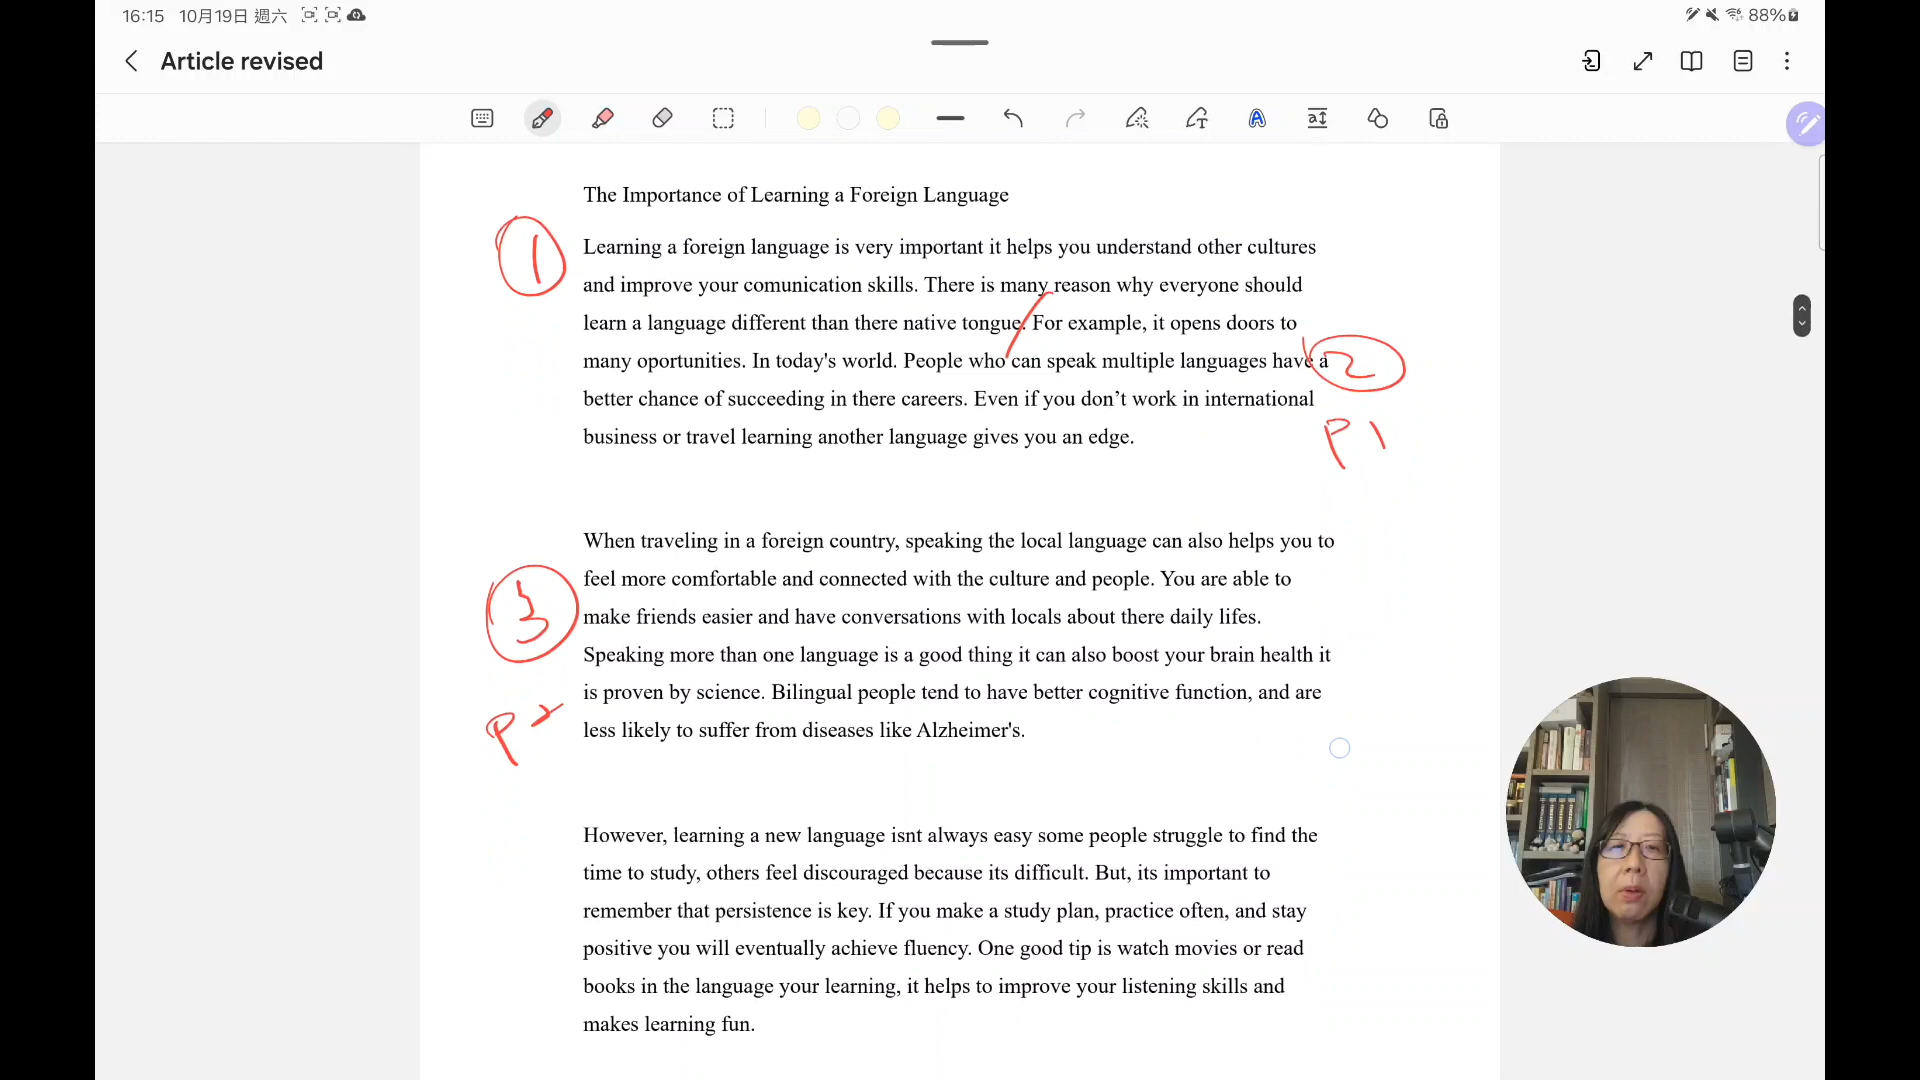 16:15 10月19日 週六 88%
Article revised
The Importance of Learning a Foreign Language
1
Learning a foreign language is very important it helps you understand other cultures
and improve your comunication skills. There is many reason why everyone should
learn a language different than there native tongue. For example, it opens doors to
many oportunities. In today's world. People who can speak multiple languages have a
2
better chance of succeeding in there careers. Even if you don’t work in international
business or travel learning another language gives you an edge.
P1
When traveling in a foreign country, speaking the local language can also helps you to
feel more comfortable and connected with the culture and people. You are able to
3
make friends easier and have conversations with locals about there daily lifes.
Speaking more than one language is a good thing it can also boost your brain health it
is proven by science. Bilingual people tend to have better cognitive function, and are
P2
less likely to suffer from diseases like Alzheimer's.
However, learning a new language isnt always easy some people struggle to find the
time to study, others feel discouraged because its difficult. But, its important to
remember that persistence is key. If you make a study plan, practice often, and stay
positive you will eventually achieve fluency. One good tip is watch movies or read
books in the language your learning, it helps to improve your listening skills and
makes learning fun.